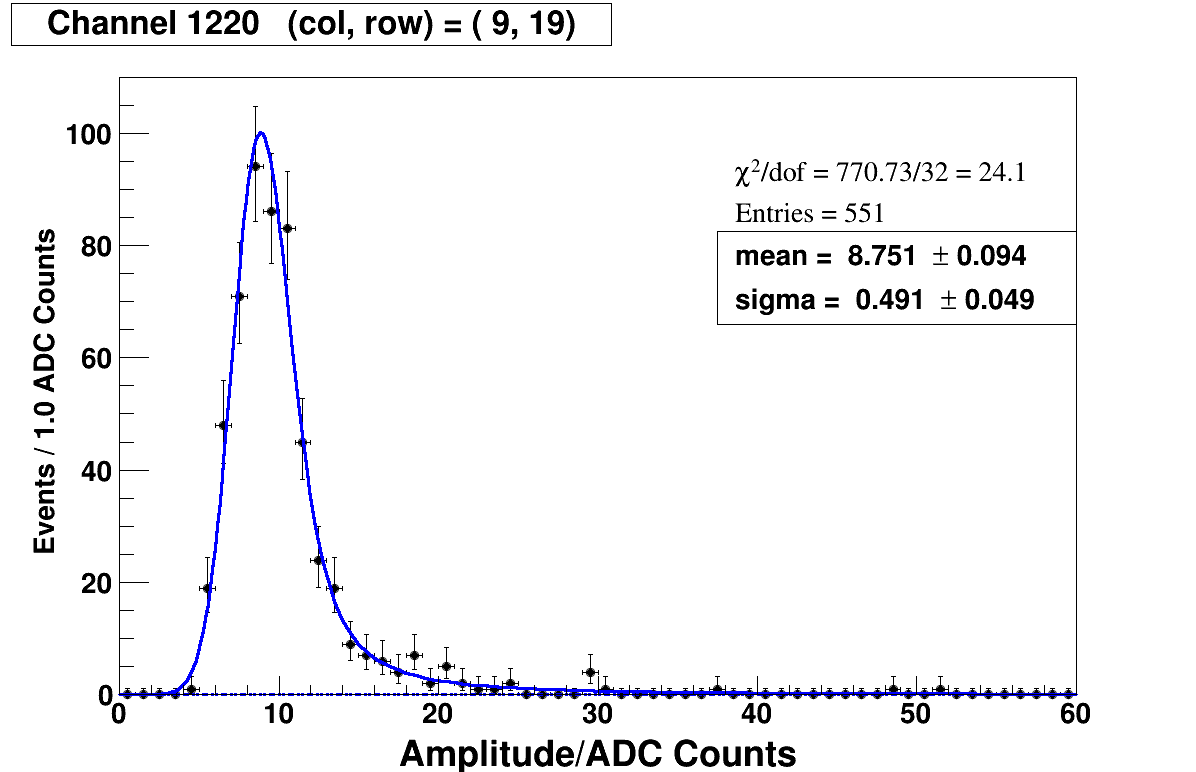 Channel 1220 (col, row) = ( 9, 19)
Events / 1.0 ADC Counts
100
80
60
40
20
0
χ²/dof = 770.73/32 = 24.1
Entries = 551
mean = 8.751 ± 0.094
sigma = 0.491 ± 0.049
0 10 20 30 40 50 60
Amplitude/ADC Counts